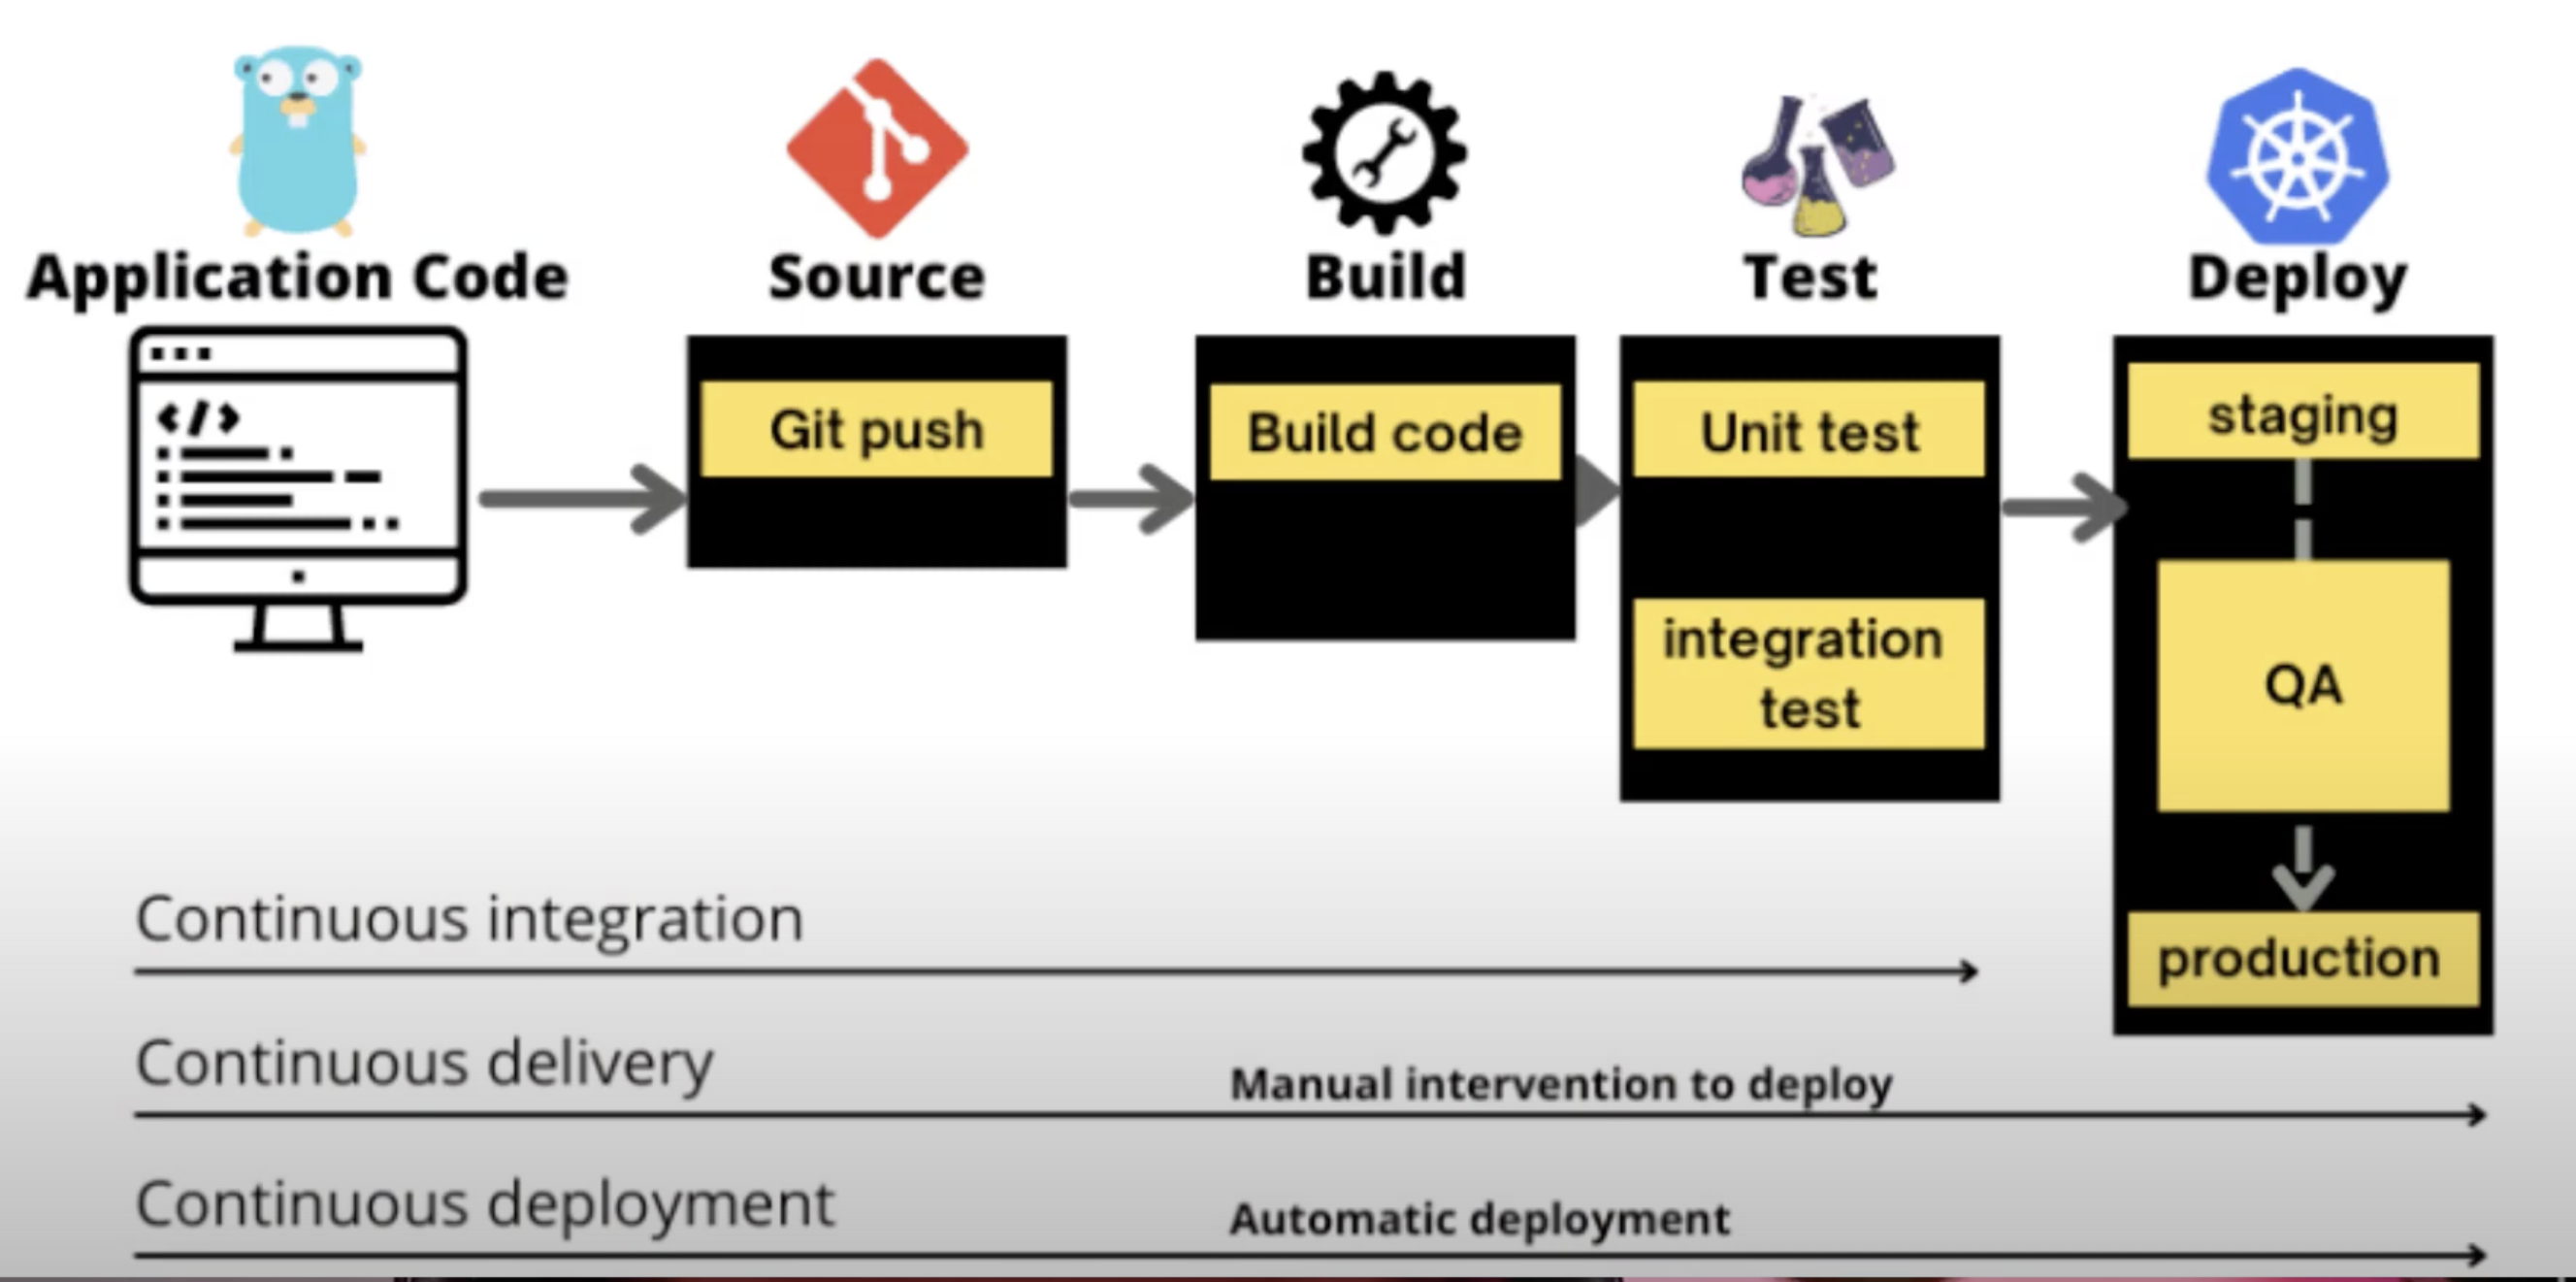 Application Code
Source
Build
Test
Deploy
Git push
Build code
Unit test
integration
test
staging
QA
production
Continuous integration
Continuous delivery
Manual intervention to deploy
Continuous deployment
Automatic deployment